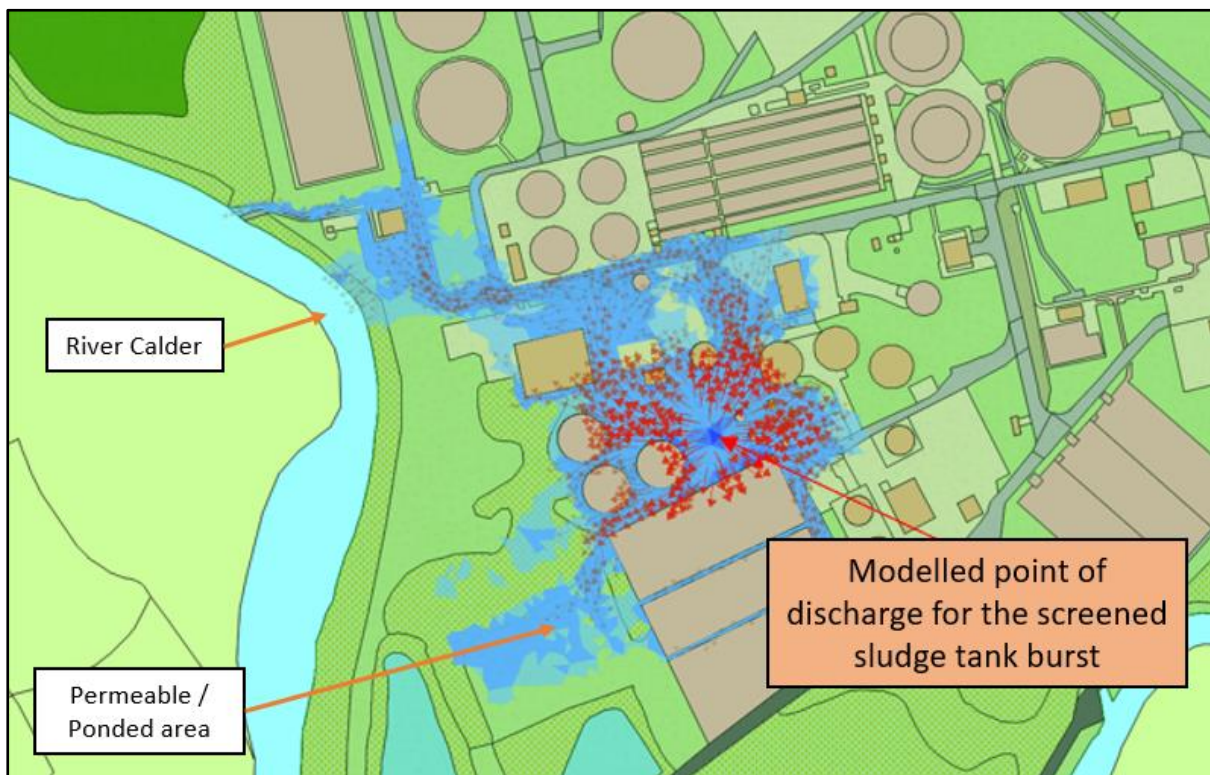 River Calder
Modelled point of
discharge for the screened
sludge tank burst
Permeable /
Ponded area